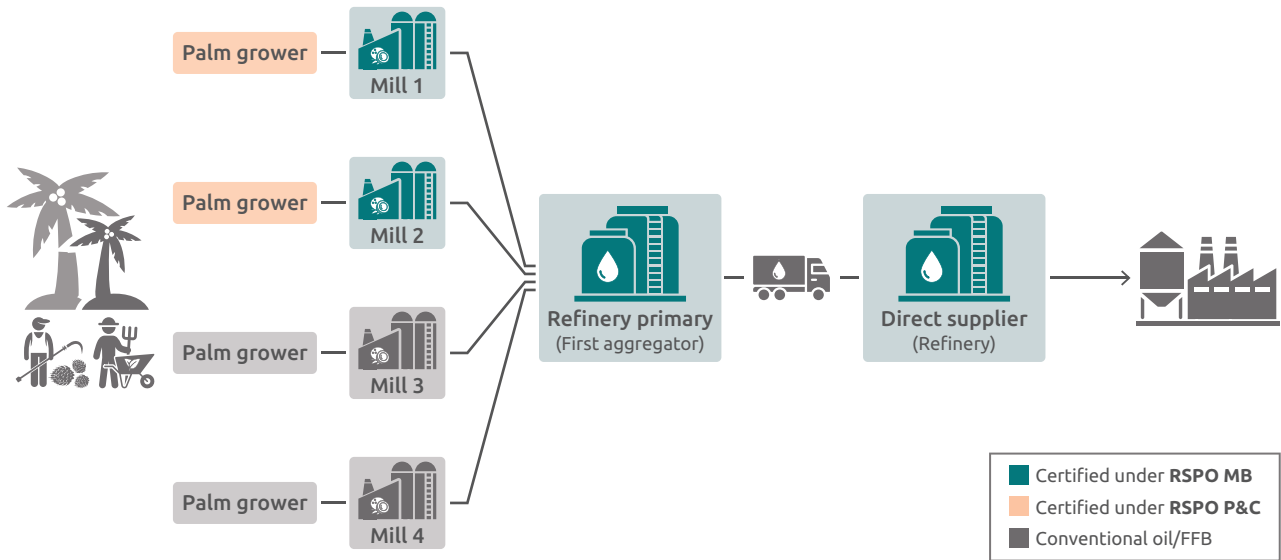 Palm grower
Mill 1
Palm grower
Mill 2
Palm grower
Mill 3
Palm grower
Mill 4
Refinery primary
(First aggregator)
Direct supplier
(Refinery)
Certified under RSPO MB
Certified under RSPO P&C
Conventional oil/FFB